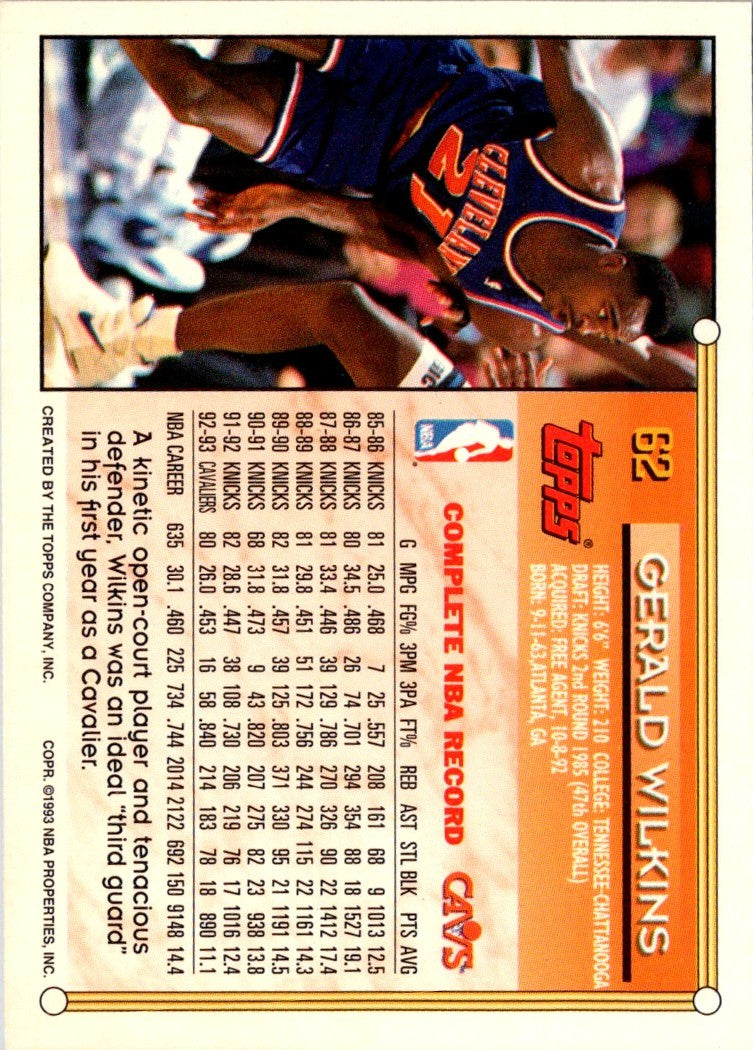 62
GERALD WILKINS
TOPPS®
HEIGHT: 6'6" WEIGHT: 210 COLLEGE: TENNESSEE-CHATTANOOGA
DRAFT: KNICKS 2nd ROUND 1985 (47th OVERALL)
ACQUIRED: FREE AGENT, 10-8-92
BORN: 9-11-63, ATLANTA, GA
NBA
COMPLETE NBA RECORD
CAVS
G MPG FG% 3PM 3PA FT% REB AST STL BLK PTS AVG
85-86 KNICKS 81 25.0 .468 7 25 .557 208 161 68 9 1013 12.5
86-87 KNICKS 80 34.5 .486 26 74 .701 294 354 88 18 1527 19.1
87-88 KNICKS 81 33.4 .446 39 129 .786 270 326 90 22 1412 17.4
88-89 KNICKS 81 29.8 .451 51 172 .756 244 274 115 22 1161 14.3
89-90 KNICKS 82 31.8 .457 39 125 .803 371 330 95 21 1191 14.5
90-91 KNICKS 68 31.8 .473 9 43 .820 207 275 82 23 938 13.8
91-92 KNICKS 82 28.6 .447 38 108 .730 206 219 76 17 1016 12.4
92-93 CAVALIERS 80 26.0 .453 16 58 .840 214 183 78 18 890 11.1
NBA CAREER 635 30.1 .460 225 734 .744 2014 2122 692 150 9148 14.4
A kinetic open-court player and tenacious
defender, Wilkins was an ideal "third guard"
in his first year as a Cavalier.
CREATED BY THE TOPPS COMPANY, INC. COPR. ©1993 NBA PROPERTIES, INC.
CLEVELAN
21